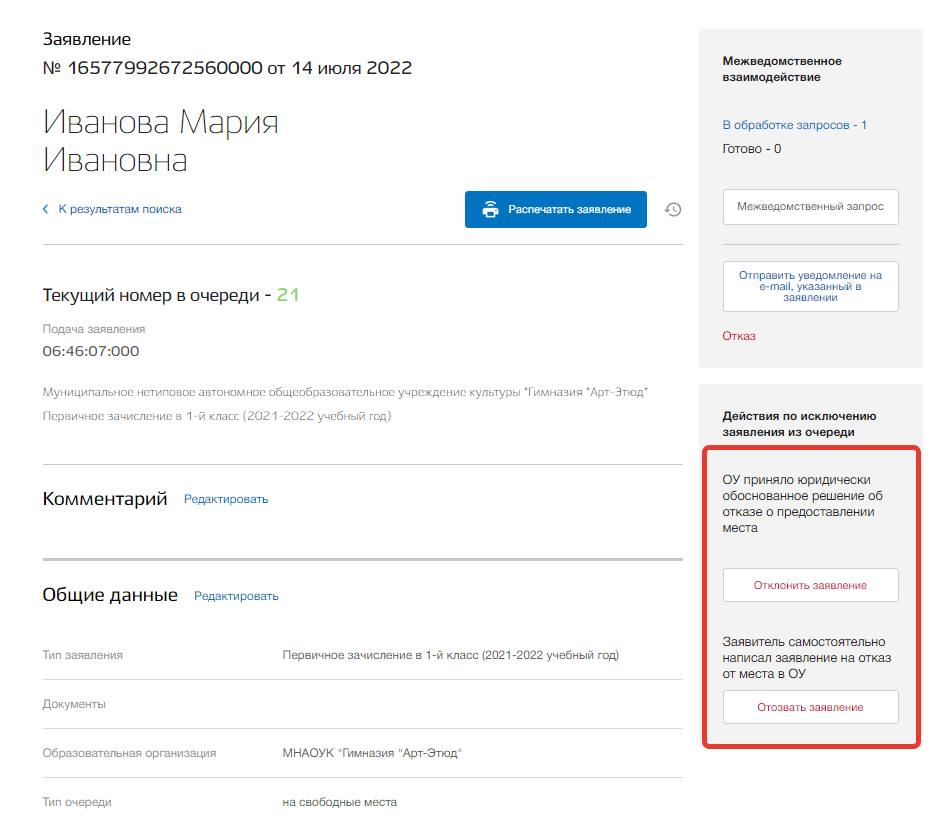 Заявление
№ 16577992672560000 от 14 июля 2022
Иванова Мария
Ивановна
К результатам поиска
Распечатать заявление
Текущий номер в очереди - 21
Подача заявления
06:46:07:000
Муниципальное нетиповое автономное общеобразовательное учреждение культуры "Гимназия "Арт-Этюд"
Первичное зачисление в 1-й класс (2021-2022 учебный год)
Комментарий Редактировать
Общие данные Редактировать
Тип заявления Первичное зачисление в 1-й класс (2021-2022 учебный год)
Документы
Образовательная организация МНАОУК "Гимназия "Арт-Этюд"
Тип очереди на свободные места
Межведомственное
взаимодействие
В обработке запросов - 1
Готово - 0
Межведомственный запрос
Отправить уведомление на
e-mail, указанный в
заявлении
Отказ
Действия по исключению
заявления из очереди
ОУ приняло юридически
обоснованное решение об
отказе о предоставлении
места
Отклонить заявление
Заявитель самостоятельно
написал заявление на отказ
от места в ОУ
Отозвать заявление